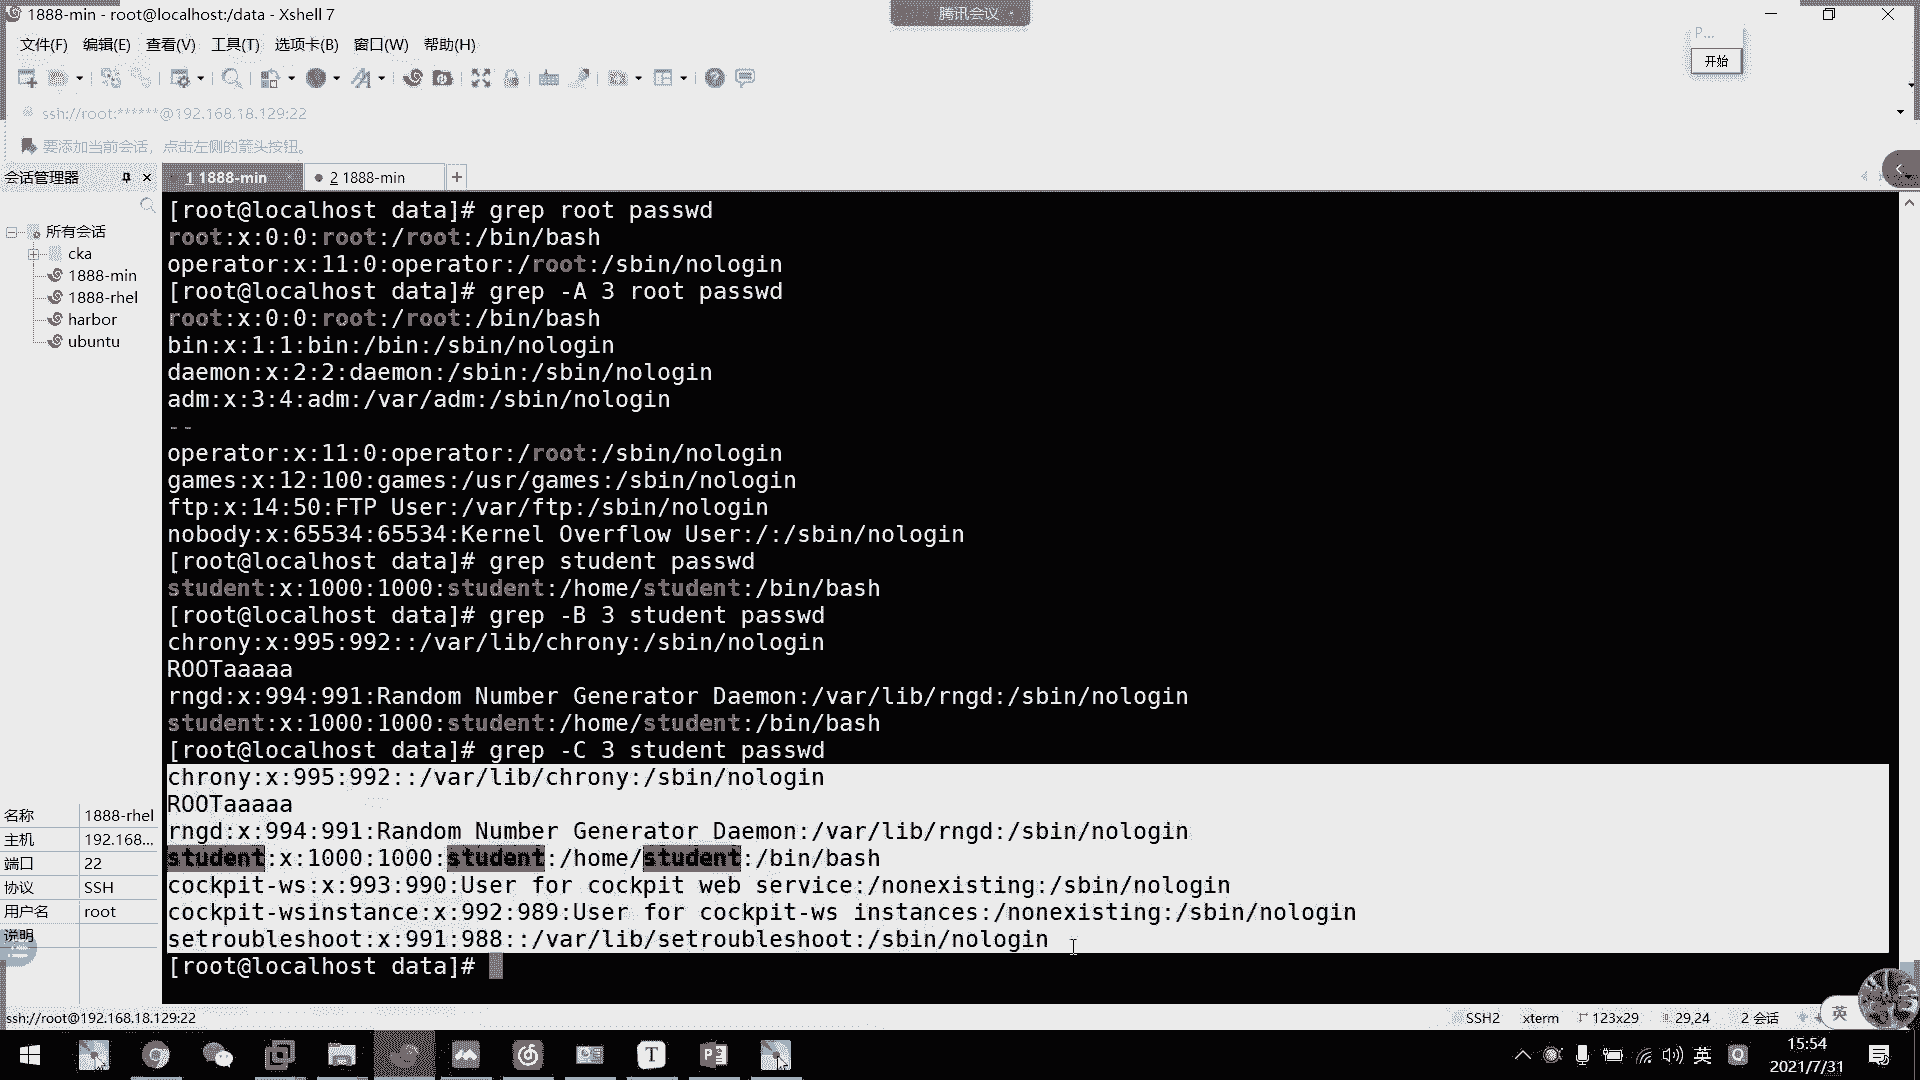 1888-min - root@localhost:/data - Xshell 7
腾讯会议
文件(F) 编辑(E) 查看(V) 工具(T) 选项卡(B) 窗口(W) 帮助(H)
P...
开始
ssh://root:******@192.168.18.129:22
要添加当前会话，点击左侧的箭头按钮。
会话管理器
1 1888-min
2 1888-min
所有会话
cka
1888-min
1888-rhel
harbor
ubuntu
[root@localhost data]# grep root passwd
root:x:0:0:root:/root:/bin/bash
operator:x:11:0:operator:/root:/sbin/nologin
[root@localhost data]# grep -A 3 root passwd
root:x:0:0:root:/root:/bin/bash
bin:x:1:1:bin:/bin:/sbin/nologin
daemon:x:2:2:daemon:/sbin:/sbin/nologin
adm:x:3:4:adm:/var/adm:/sbin/nologin
--
operator:x:11:0:operator:/root:/sbin/nologin
games:x:12:100:games:/usr/games:/sbin/nologin
ftp:x:14:50:FTP User:/var/ftp:/sbin/nologin
nobody:x:65534:65534:Kernel Overflow User:/:/sbin/nologin
[root@localhost data]# grep student passwd
student:x:1000:1000:student:/home/student:/bin/bash
[root@localhost data]# grep -B 3 student passwd
chrony:x:995:992::/var/lib/chrony:/sbin/nologin
ROOTaaaaa
rngd:x:994:991:Random Number Generator Daemon:/var/lib/rngd:/sbin/nologin
student:x:1000:1000:student:/home/student:/bin/bash
[root@localhost data]# grep -C 3 student passwd
chrony:x:995:992::/var/lib/chrony:/sbin/nologin
ROOTaaaaa
rngd:x:994:991:Random Number Generator Daemon:/var/lib/rngd:/sbin/nologin
student:x:1000:1000:student:/home/student:/bin/bash
cockpit-ws:x:993:990:User for cockpit web service:/nonexisting:/sbin/nologin
cockpit-wsinstance:x:992:989:User for cockpit-ws instances:/nonexisting:/sbin/nologin
setroubleshoot:x:991:988::/var/lib/setroubleshoot:/sbin/nologin
[root@localhost data]#
名称 1888-rhel
主机 192.168...
端口 22
协议 SSH
用户名 root
说明
ssh://root@192.168.18.129:22
SSH2 xterm 123x29 29,24 2 会话
英
英
15:54
2021/7/31